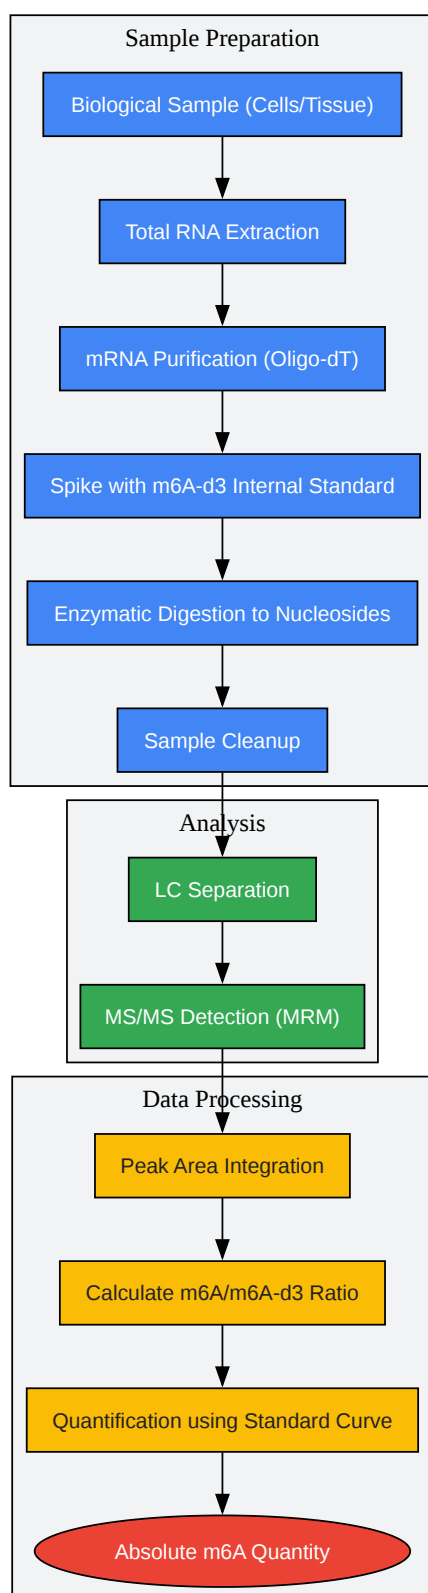 Sample Preparation
Biological Sample (Cells/Tissue)
Total RNA Extraction
mRNA Purification (Oligo-dT)
Spike with m6A-d3 Internal Standard
Enzymatic Digestion to Nucleosides
Sample Cleanup
Analysis
LC Separation
MS/MS Detection (MRM)
Data Processing
Peak Area Integration
Calculate m6A/m6A-d3 Ratio
Quantification using Standard Curve
Absolute m6A Quantity